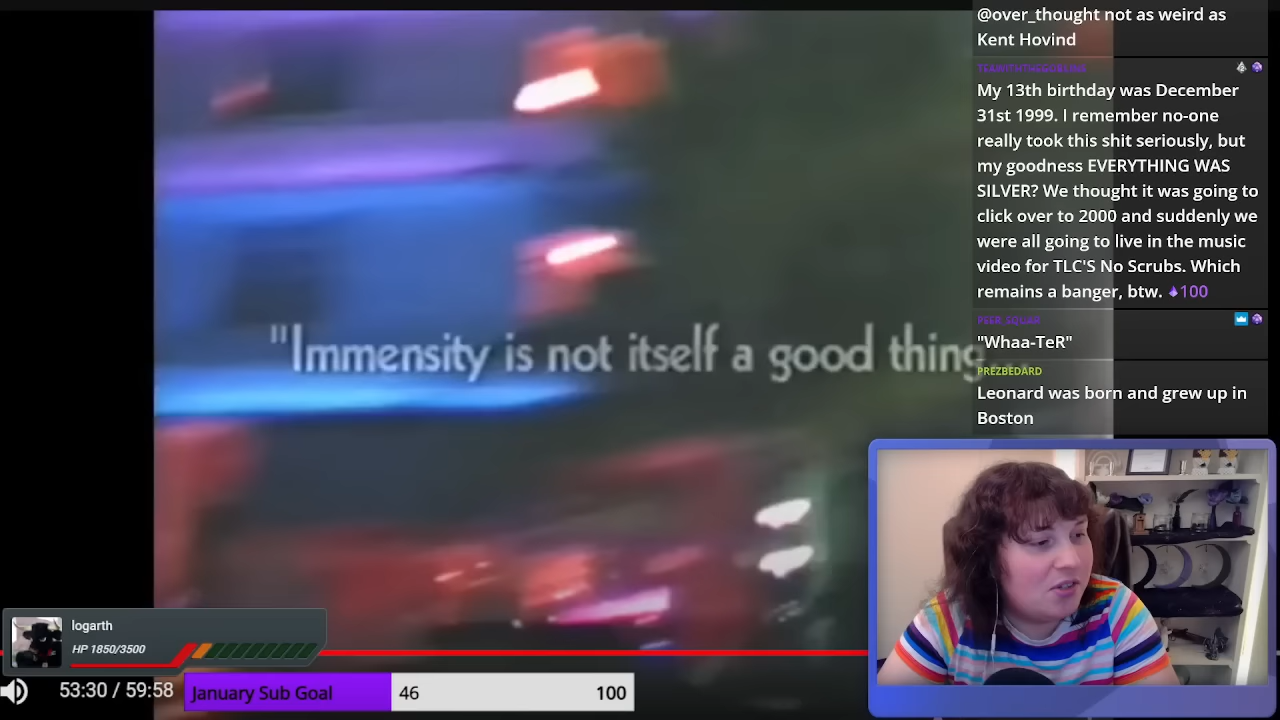 @over_thought not as weird as
Kent Hovind
TEAWITHTHEGOBLINS
My 13th birthday was December
31st 1999. I remember no-one
really took this shit seriously, but
my goodness EVERYTHING WAS
SILVER? We thought it was going to
click over to 2000 and suddenly we
were all going to live in the music
video for TLC'S No Scrubs. Which
remains a banger, btw. 100
"Whaa-TeR"
PREZBEDARD
Leonard was born and grew up in
Boston
"Immensity is not itself a good thing
logarth
HP 1850/3500
53:30 / 59:58
January Sub Goal
46
100